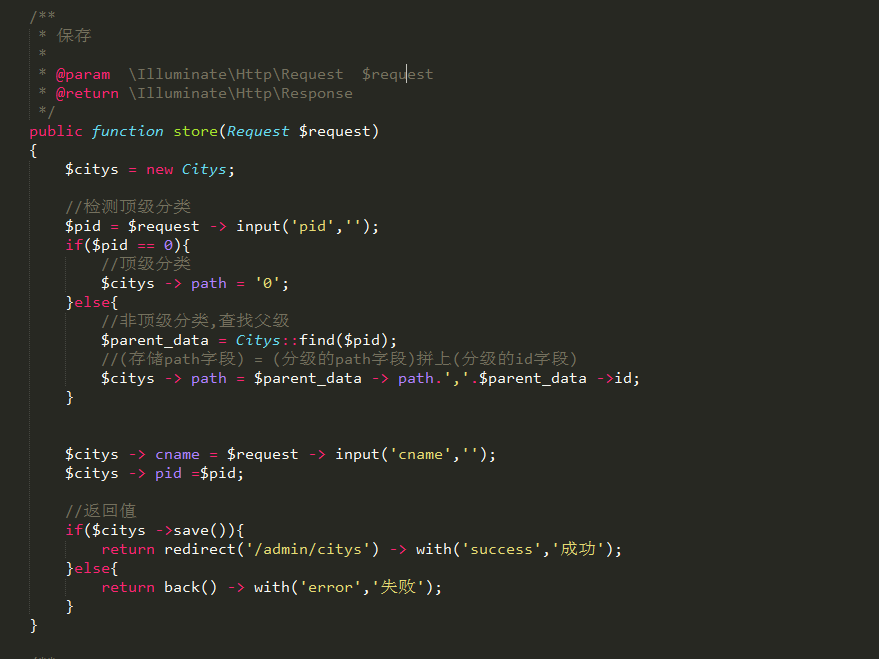 /**
 * 保存
 *
 * @param  \Illuminate\Http\Request  $request
 * @return \Illuminate\Http\Response
 */
public function store(Request $request)
{
    $citys = new Citys;
    //检测顶级分类
    $pid = $request -> input('pid','');
    if($pid == 0){
        //顶级分类
        $citys -> path = '0';
    }else{
        //非顶级分类,查找父级
        $parent_data = Citys::find($pid);
        //(存储path字段) = (分级的path字段)拼上(分级的id字段)
        $citys -> path = $parent_data -> path.','.$parent_data ->id;
    }
    $citys -> cname = $request -> input('cname','');
    $citys -> pid =$pid;
    //返回值
    if($citys ->save()){
        return redirect('/admin/citys') -> with('success','成功');
    }else{
        return back() -> with('error','失败');
    }
}